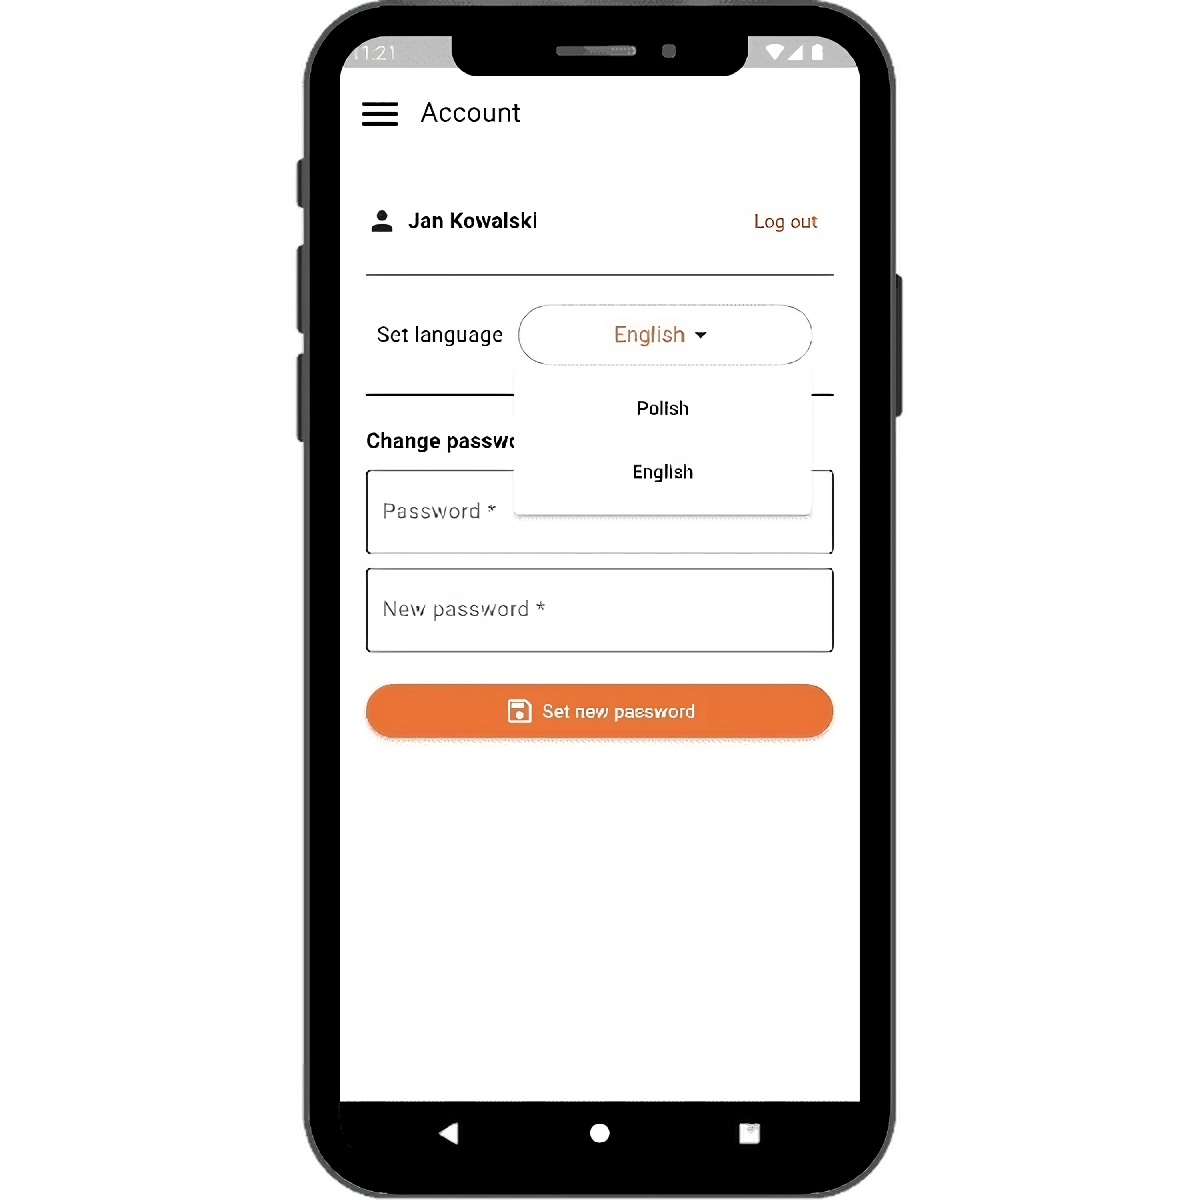 11:21
Account
Jan Kowalski
Log out
Set language
English
Polish
English
Change passwo
Password *
New password *
Set new password